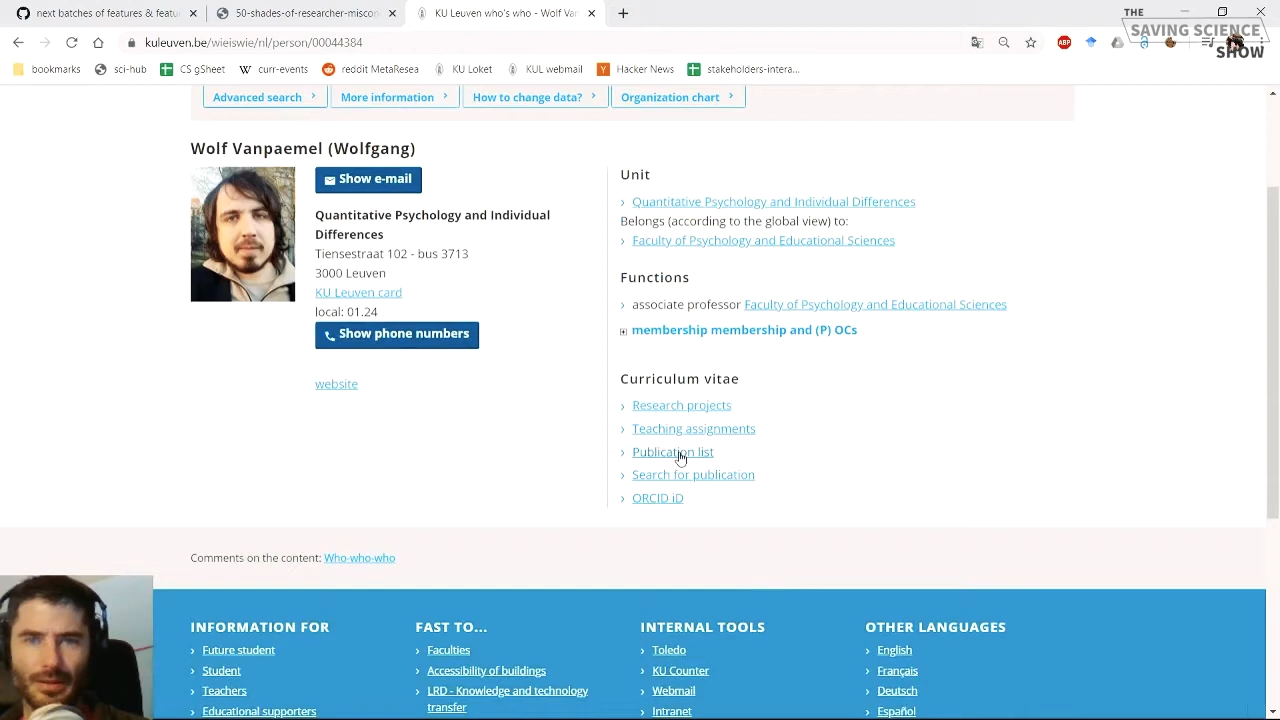 next batches of features of
50-shades-of-screen
who's who - Wolf Van
THE
SAVING SCIENCE
SHOW
kuleuven.be/wieiswie/nl/person/00044384
ABP
bookmarks
sci-hub
CS gSheet
curr-events
reddit MetaResea
KU Loket
KUL webmail
Hacker News
stakeholders-intera...
Advanced search
More information
How to change data?
Organization chart
Wolf Vanpaemel (Wolfgang)
Show e-mail
Quantitative Psychology and Individual
Differences
Tiensestraat 102 - bus 3713
3000 Leuven
KU Leuven card
local: 01.24
Show phone numbers
website
Unit
Quantitative Psychology and Individual Differences
Belongs (according to the global view) to:
Faculty of Psychology and Educational Sciences
Functions
associate professor Faculty of Psychology and Educational Sciences
membership membership and (P) OCs
Curriculum vitae
Research projects
Teaching assignments
Publication list
Search for publication
ORCID iD
Comments on the content: Who-who-who
INFORMATION FOR
Future student
Student
Teachers
Educational supporters
FAST TO...
Faculties
Accessibility of buildings
LRD - Knowledge and technology
transfer
INTERNAL TOOLS
Toledo
KU Counter
Webmail
Intranet
OTHER LANGUAGES
English
Français
Deutsch
Español